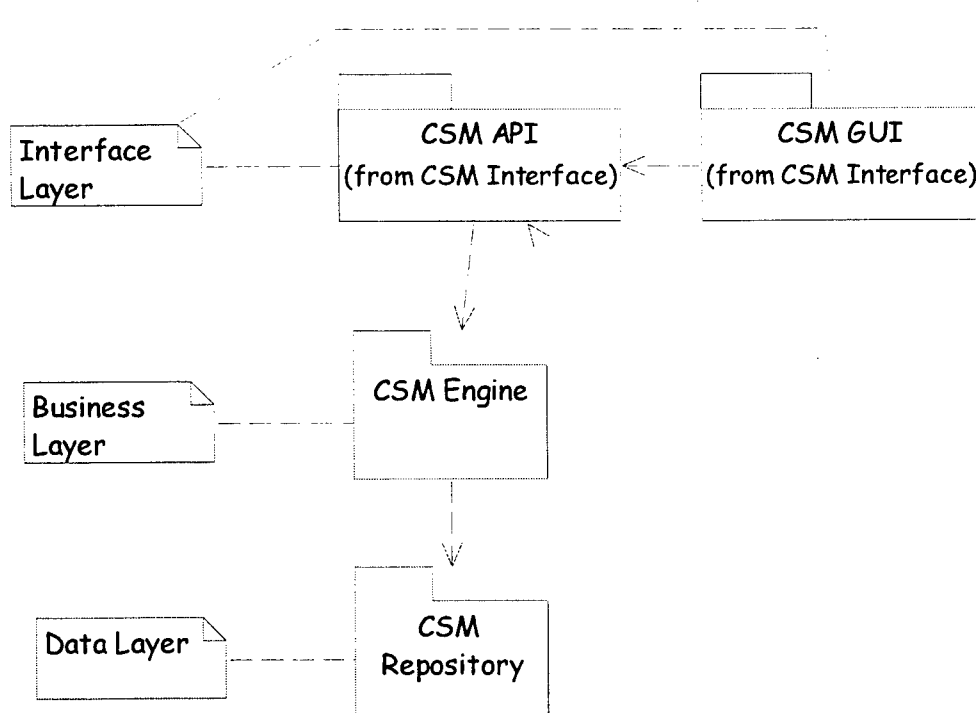 Interface
Layer
CSM API
(from CSM Interface)
CSM GUI
(from CSM Interface)
Business
Layer
CSM Engine
Data Layer
CSM
Repository